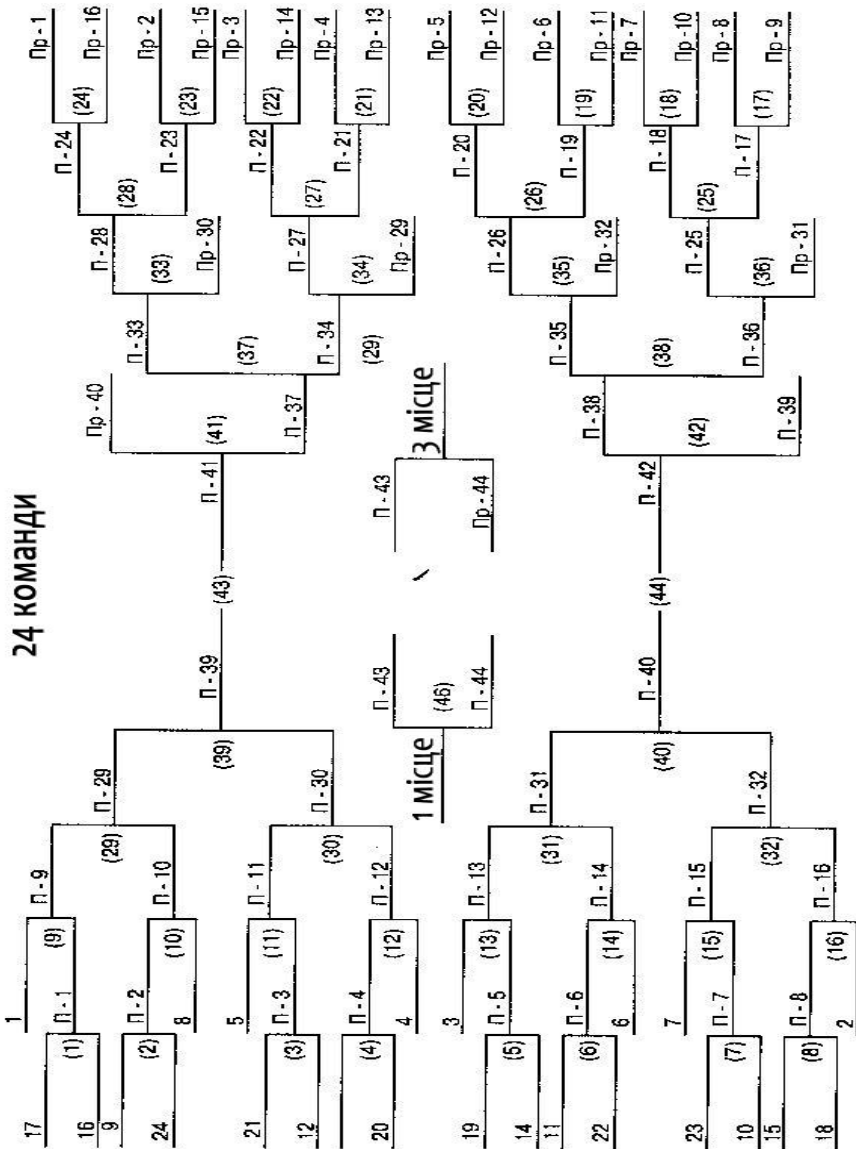 24 команди
17
16
9
24
21
12
20
19
14
11
22
23
10
15
18
(1)
(2)
(3)
(4)
(5)
(6)
(7)
(8)
1
П - 1
П - 2
8
5
П - 3
П - 4
4
3
П - 5
П - 6
6
7
П - 7
П - 8
2
(9)
(10)
(11)
(12)
(13)
(14)
(15)
(16)
П - 9
П - 10
П - 11
П - 12
П - 13
П - 14
П - 15
П - 16
(29)
(30)
(31)
(32)
П - 29
П - 30
П - 31
П - 32
(39)
(40)
П - 39
П - 40
1 місце
(46)
П - 43
П - 44
(43)
(44)
П - 43
Пр - 44
3 місце
П - 41
П - 42
(41)
(42)
Пр - 40
П - 37
П - 38
П - 39
(37)
(29)
(38)
П - 33
П - 34
П - 35
П - 36
(33)
(34)
(35)
(36)
П - 28
Пр - 30
П - 27
Пр - 29
П - 26
Пр - 32
П - 25
Пр - 31
(28)
(27)
(26)
(25)
П - 24
П - 23
П - 22
П - 21
П - 20
П - 19
П - 18
П - 17
(24)
(23)
(22)
(21)
(20)
(19)
(18)
(17)
Пр - 1
Пр - 16
Пр - 2
Пр - 15
Пр - 3
Пр - 14
Пр - 4
Пр - 13
Пр - 5
Пр - 12
Пр - 6
Пр - 11
Пр - 7
Пр - 10
Пр - 8
Пр - 9